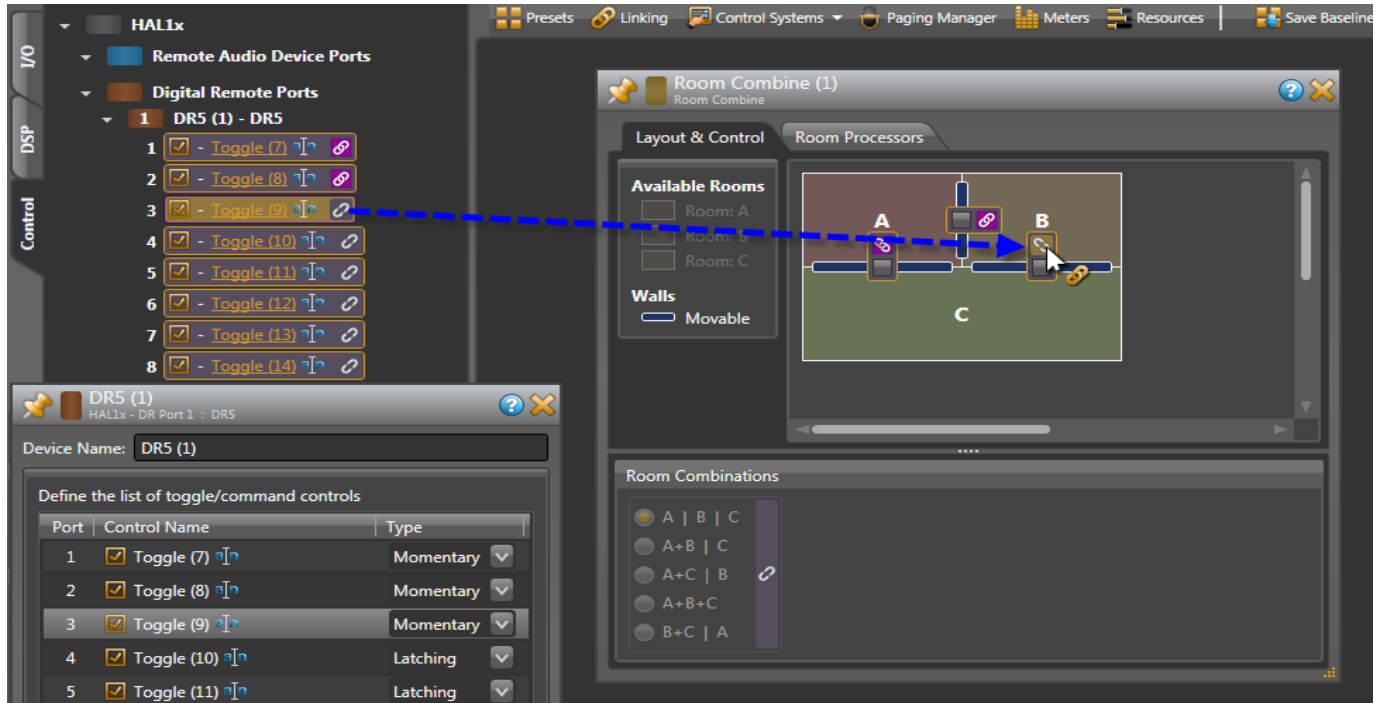 HAL1x
Presets
Linking
Control Systems
Paging Manager
Meters
Resources
Save Baseline
I/O
DSP
Control
Remote Audio Device Ports
Digital Remote Ports
1 DR5 (1) - DR5
1 - Toggle (7)
2 - Toggle (8)
3 - Toggle (9)
4 - Toggle (10)
5 - Toggle (11)
6 - Toggle (12)
7 - Toggle (13)
8 - Toggle (14)
Room Combine (1)
Room Combine
Layout & Control
Room Processors
Available Rooms
Room: A
Room: B
Room: C
Walls
Movable
A
B
C
Room Combinations
A | B | C
A+B | C
A+C | B
A+B+C
B+C | A
DR5 (1)
HAL1x - DR Port 1 : DR5
Device Name: DR5 (1)
Define the list of toggle/command controls
Port Control Name Type
1 Toggle (7) Momentary
2 Toggle (8) Momentary
3 Toggle (9) Momentary
4 Toggle (10) Latching
5 Toggle (11) Latching